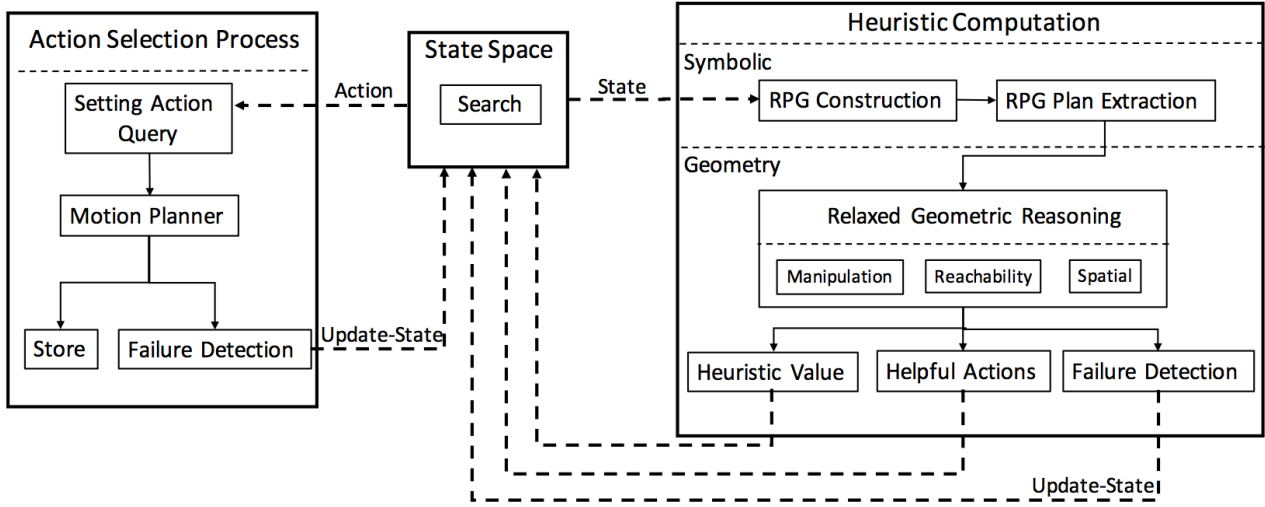 Action Selection Process
Setting Action
Query
Motion Planner
Store
Failure Detection
Action
Update-State
State Space
Search
State
Heuristic Computation
Symbolic
RPG Construction
RPG Plan Extraction
Geometry
Relaxed Geometric Reasoning
Manipulation
Reachability
Spatial
Heuristic Value
Helpful Actions
Failure Detection
Update-State